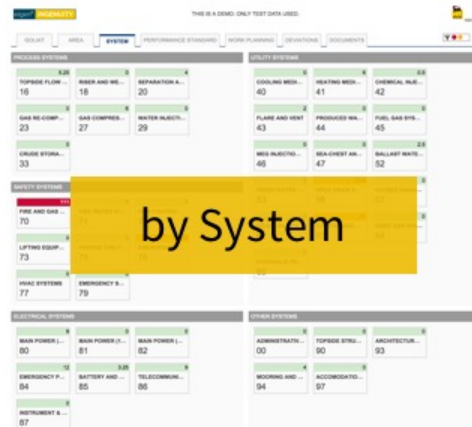 INGENUITY
THIS IS A DEMO. ONLY TEST DATA USED.
GOLIAT AREA SYSTEM PERFORMANCE STANDARD WORK PLANNING DEVIATIONS DOCUMENTS
PROCESS SYSTEMS UTILITY SYSTEMS
TOPSIDE FLOW ... RISER AND WE... SEPARATION A... COOLING MEDI... HEATING MEDI... CHEMICAL INJE...
16 18 20 40 41 42
GAS RE-COMP... GAS COMPRES... WATER INJECTI... FLARE AND VENT PRODUCED WA... FUEL GAS SYS...
23 27 29 43 44 45
CRUDE STORA... MEG INJECTIO... SEA-CHEST AN... BALLAST WATE...
33 46 47 52
SAFETY SYSTEMS
FIRE AND GAS ...
70
by System
LIFTING EQUIP...
73
HVAC SYSTEMS EMERGENCY S...
77 79
ELECTRICAL SYSTEMS OTHER SYSTEMS
MAIN POWER (... MAIN POWER (Y... MAIN POWER (... ADMINISTRATIV... TOPSIDE STRU... ARCHITECTUR...
80 81 82 00 90 93
EMERGENCY P... BATTERY AND ... TELECOMMUNI... MOORING AND ... ACCOMODATIO...
84 85 86 94 97
INSTRUMENT & ...
87